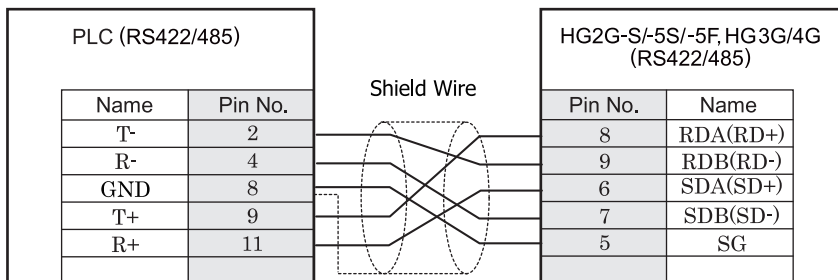 PLC (RS422/485)
HG2G-S/-5S/-5F, HG3G/4G
(RS422/485)
Shield Wire
Name Pin No.
T- 2
R- 4
GND 8
T+ 9
R+ 11
Pin No. Name
8 RDA(RD+)
9 RDB(RD-)
6 SDA(SD+)
7 SDB(SD-)
5 SG